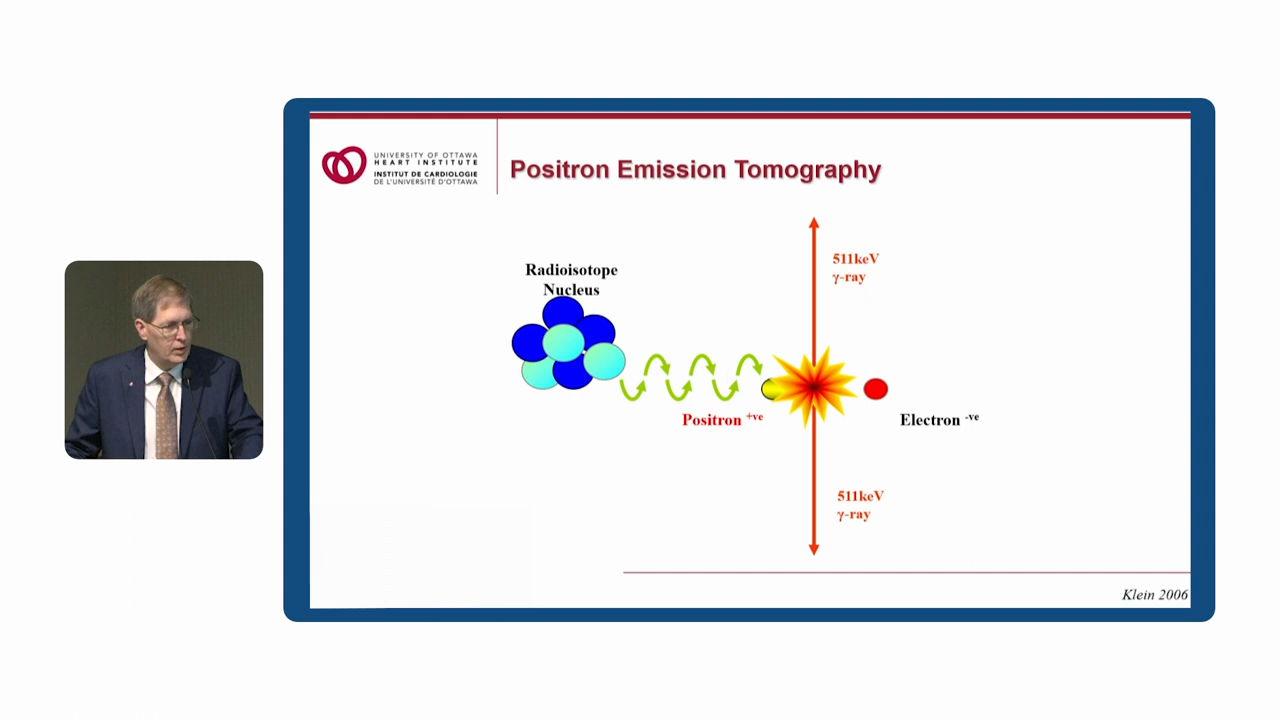 UNIVERSITY OF OTTAWA
HEART INSTITUTE
INSTITUT DE CARDIOLOGIE
DE L'UNIVERSITÉ D'OTTAWA
Positron Emission Tomography
Radioisotope
Nucleus
511keV
γ-ray
Positron +ve
Electron -ve
511keV
γ-ray
Klein 2006